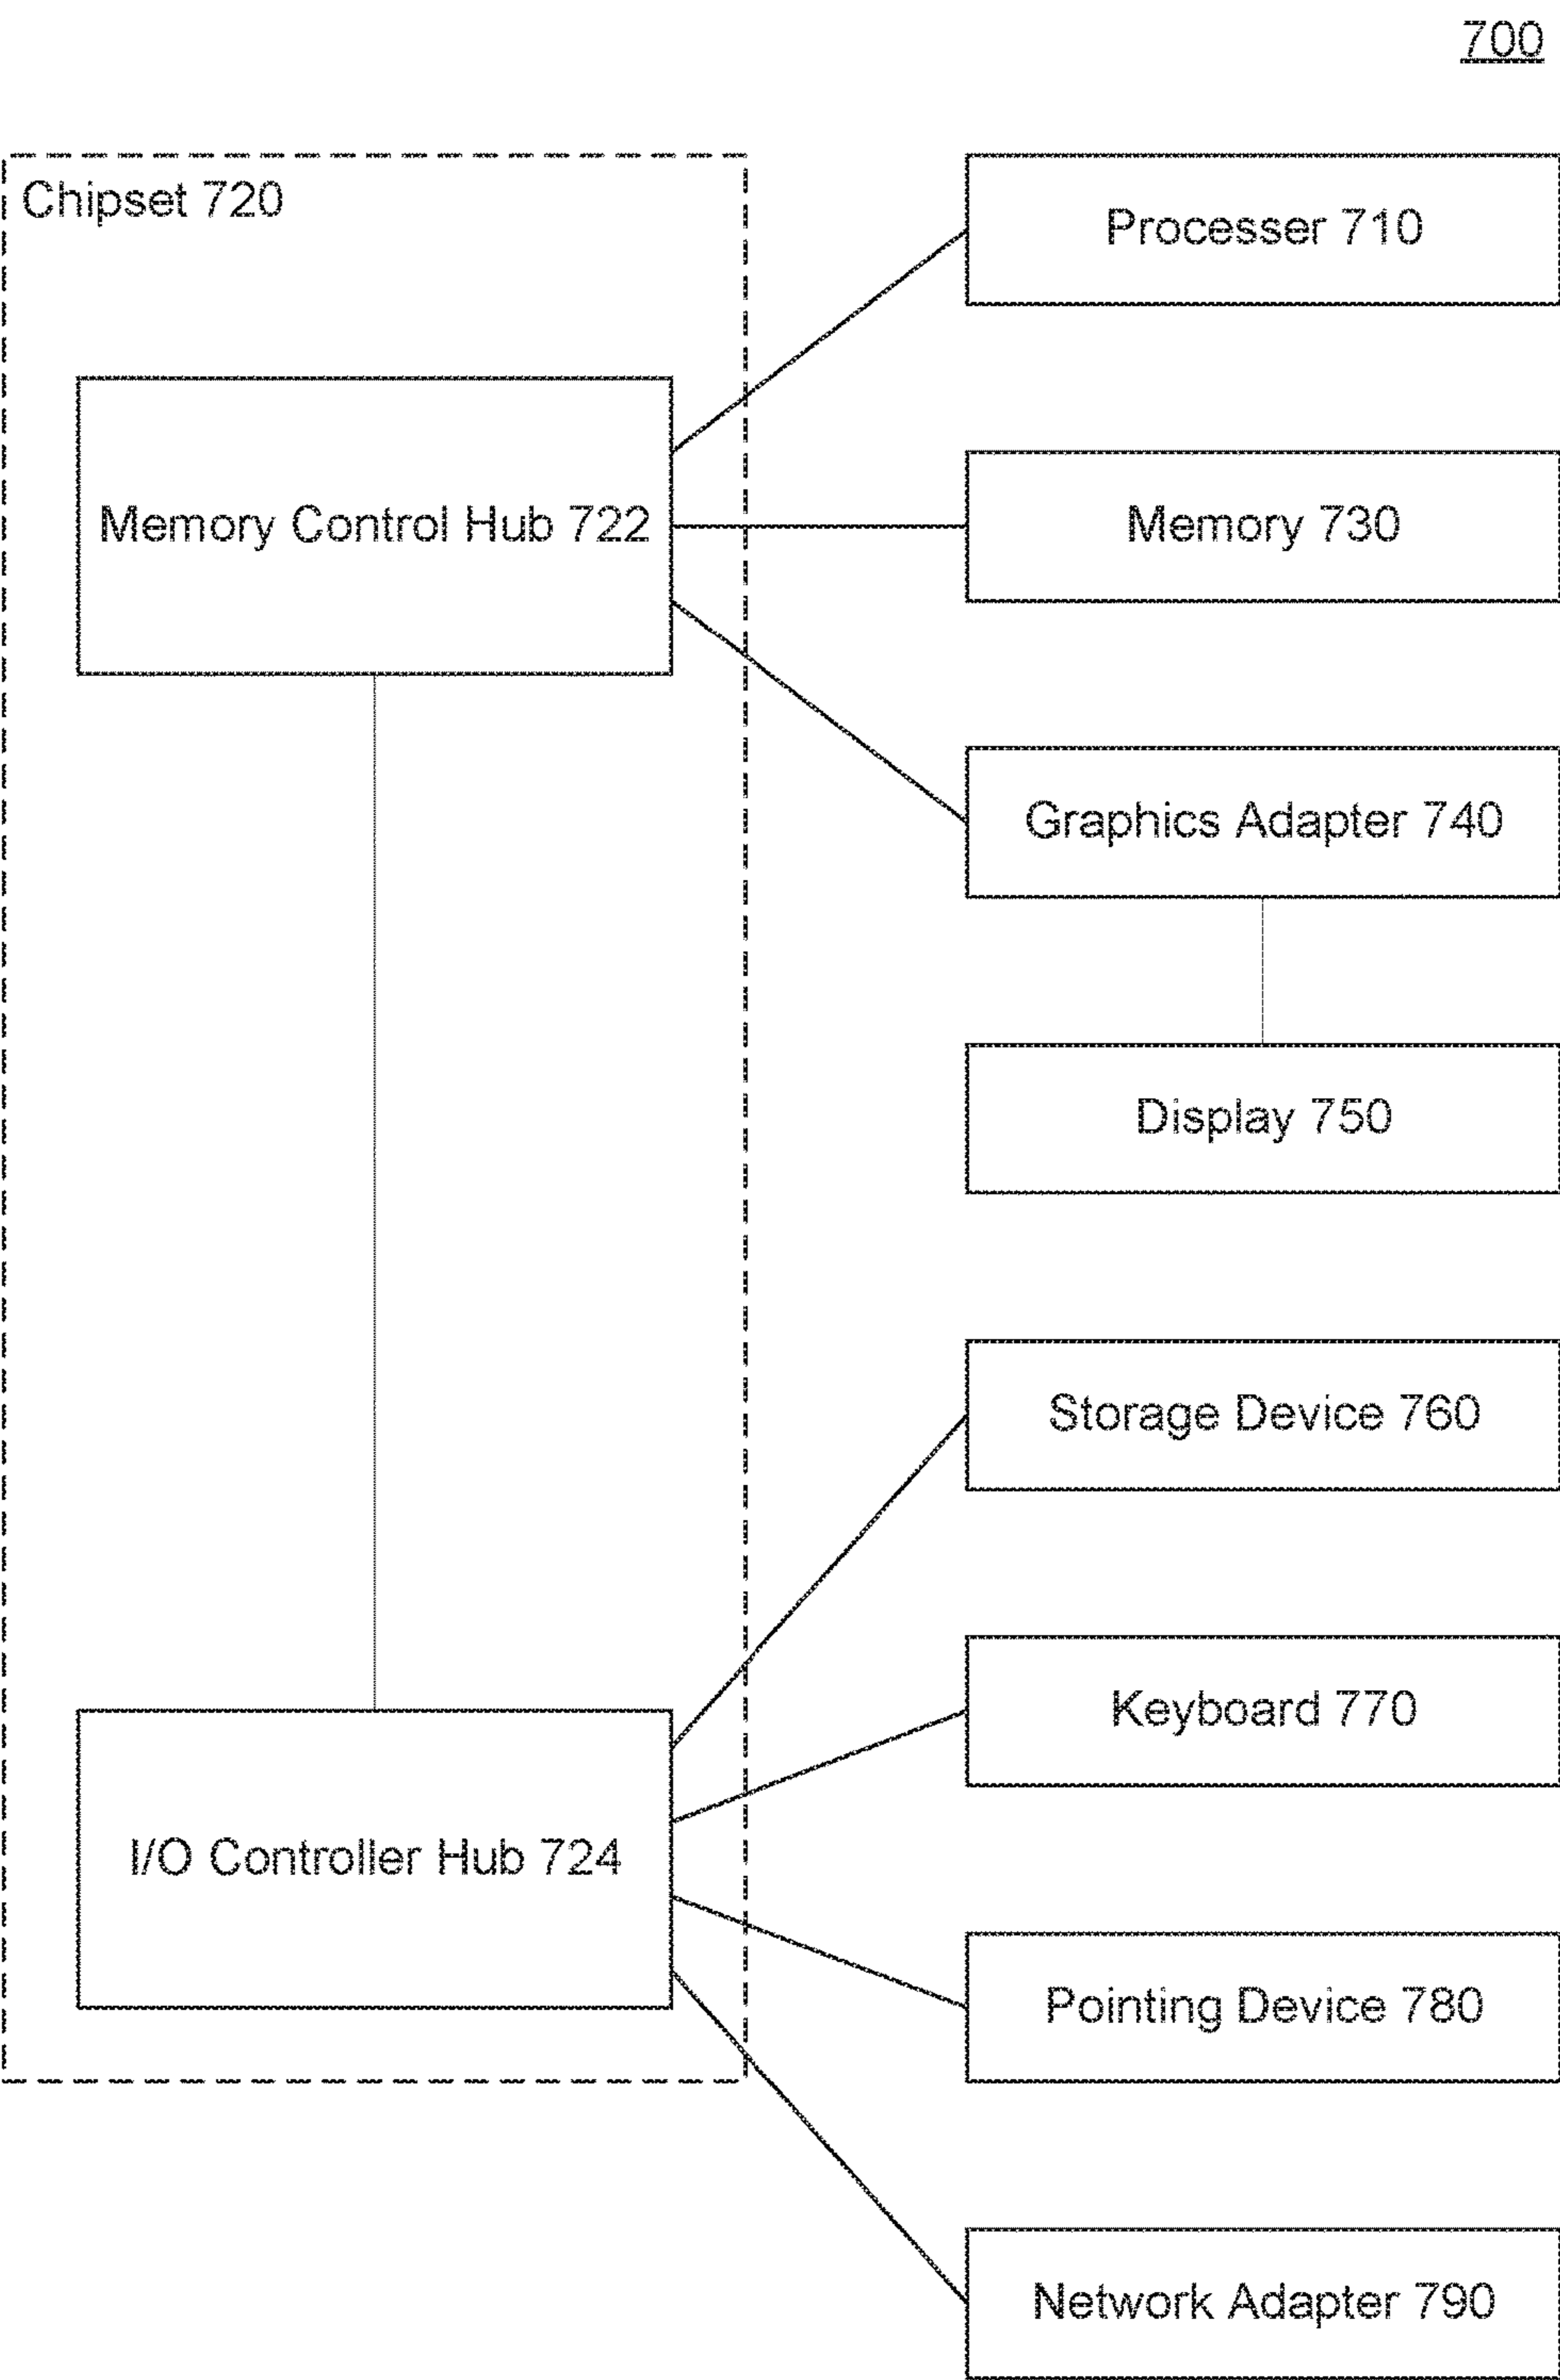 700
Chipset 720
Processer 710
Memory Control Hub 722
Memory 730
Graphics Adapter 740
Display 750
Storage Device 760
Keyboard 770
I/O Controller Hub 724
Pointing Device 780
Network Adapter 790